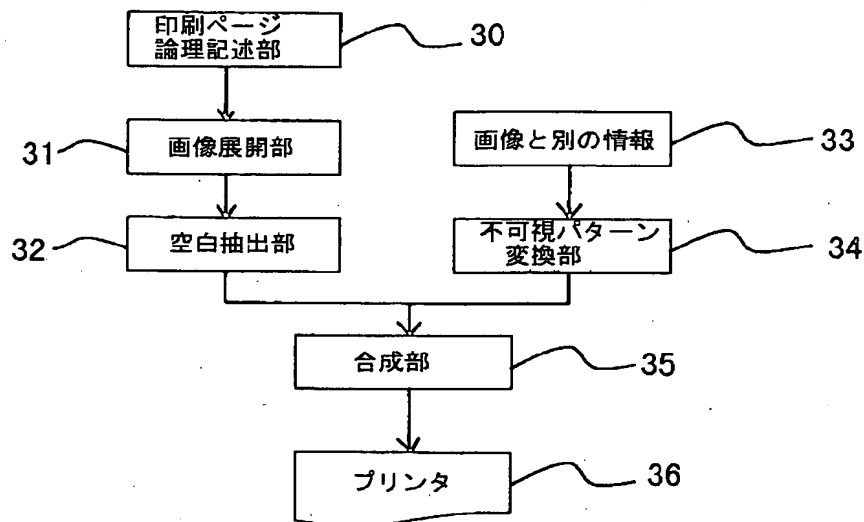 印刷ページ
論理記述部
30
31
画像展開部
画像と別の情報
33
32
空白抽出部
不可視パターン
変換部
34
合成部
35
プリンタ
36